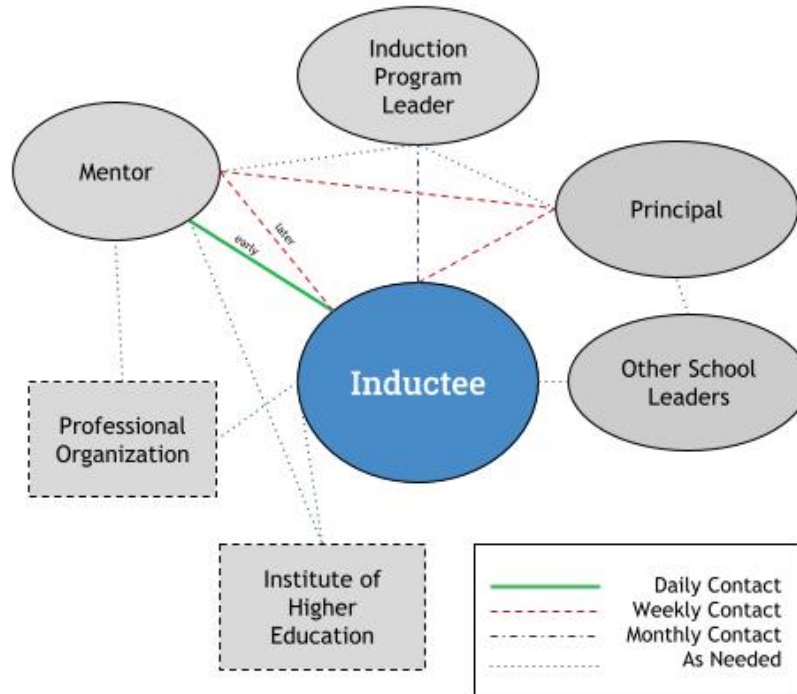 Induction
Program
Leader
Mentor
Principal
early
later
Inductee
Other School
Leaders
Professional
Organization
Institute of
Higher
Education
Daily Contact
Weekly Contact
Monthly Contact
As Needed